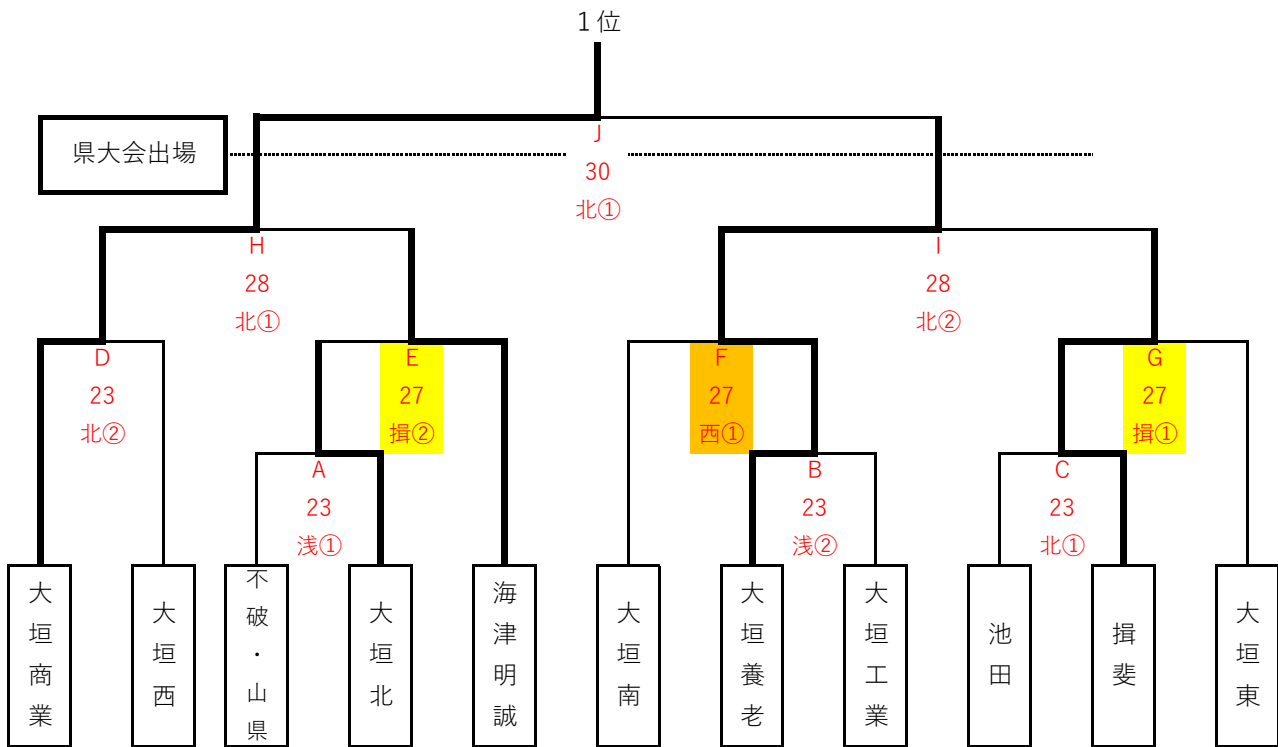 1位
県大会出場
J
30
北①
H
28
北①
I
28
北②
D
23
北②
E
27
揖②
F
27
西①
G
27
揖①
A
23
浅①
B
23
浅②
C
23
北①
大垣商業
大垣西
不破・山県
大垣北
海津明誠
大垣南
大垣養老
大垣工業
池田
揖斐
大垣東